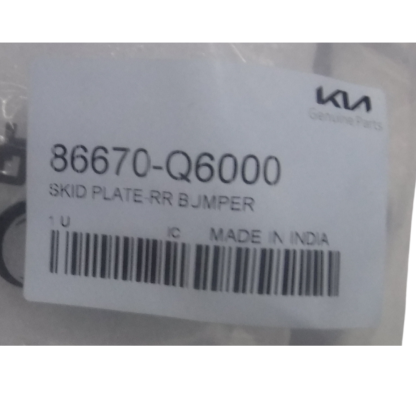 KIA
Genuine Parts
86670-Q6000
SKID PLATE-RR BUMPER
1 U IC MADE IN INDIA